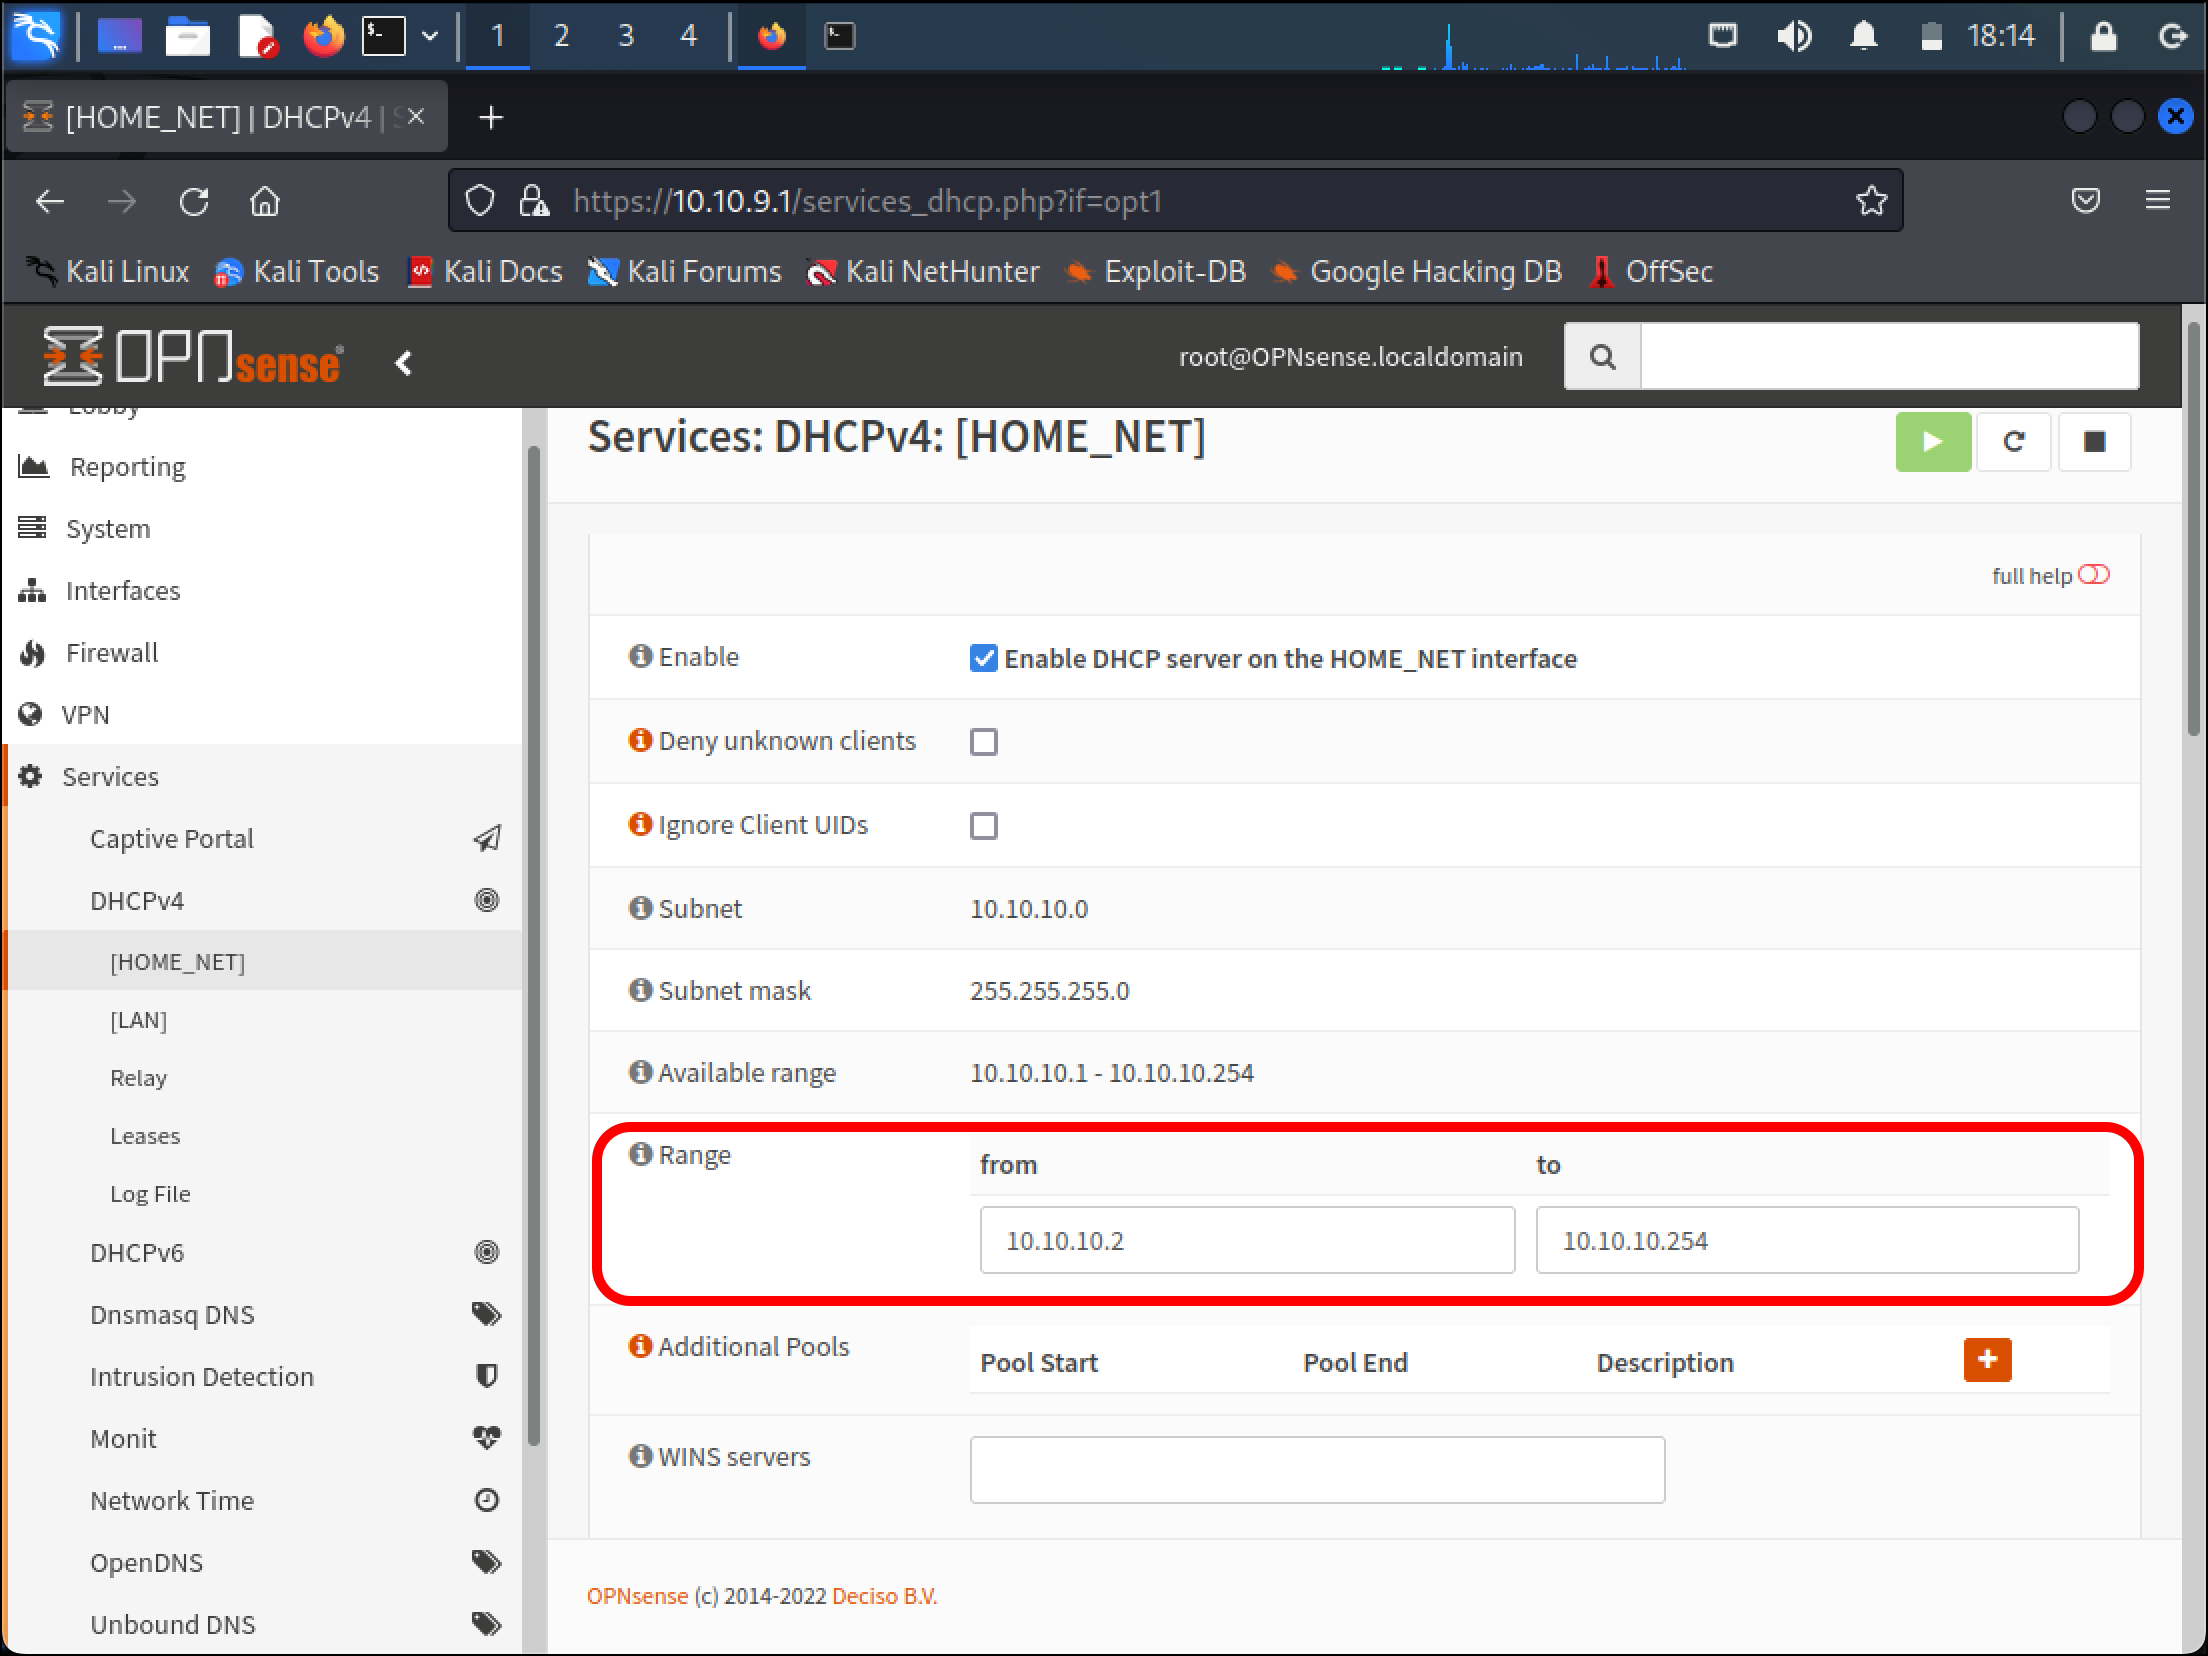 1 2 3 4 18:14
[HOME_NET] | DHCPv4 | S
https://10.10.9.1/services_dhcp.php?if=opt1
Kali Linux Kali Tools Kali Docs Kali Forums Kali NetHunter Exploit-DB Google Hacking DB OffSec
OPNsense® root@OPNsense.localdomain
Lobby
Reporting
System
Interfaces
Firewall
VPN
Services
Captive Portal
DHCPv4
[HOME_NET]
[LAN]
Relay
Leases
Log File
DHCPv6
Dnsmasq DNS
Intrusion Detection
Monit
Network Time
OpenDNS
Unbound DNS
Services: DHCPv4: [HOME_NET]
full help
Enable Enable DHCP server on the HOME_NET interface
Deny unknown clients
Ignore Client UIDs
Subnet 10.10.10.0
Subnet mask 255.255.255.0
Available range 10.10.10.1 - 10.10.10.254
Range from to
10.10.10.2 10.10.10.254
Additional Pools Pool Start Pool End Description
WINS servers
OPNsense (c) 2014-2022 Deciso B.V.